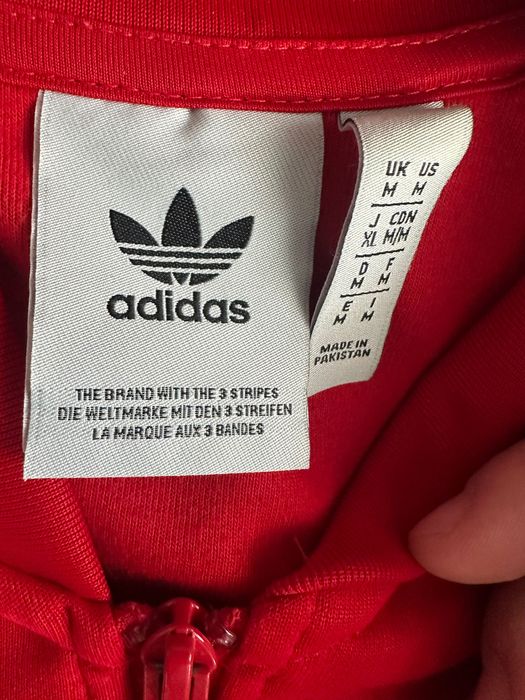 adidas
THE BRAND WITH THE 3 STRIPES
DIE WELTMARKE MIT DEN 3 STREIFEN
LA MARQUE AUX 3 BANDES
UK US
M M
J CDN
XL M/M
D F
M M
E I
M M
MADE IN
PAKISTAN